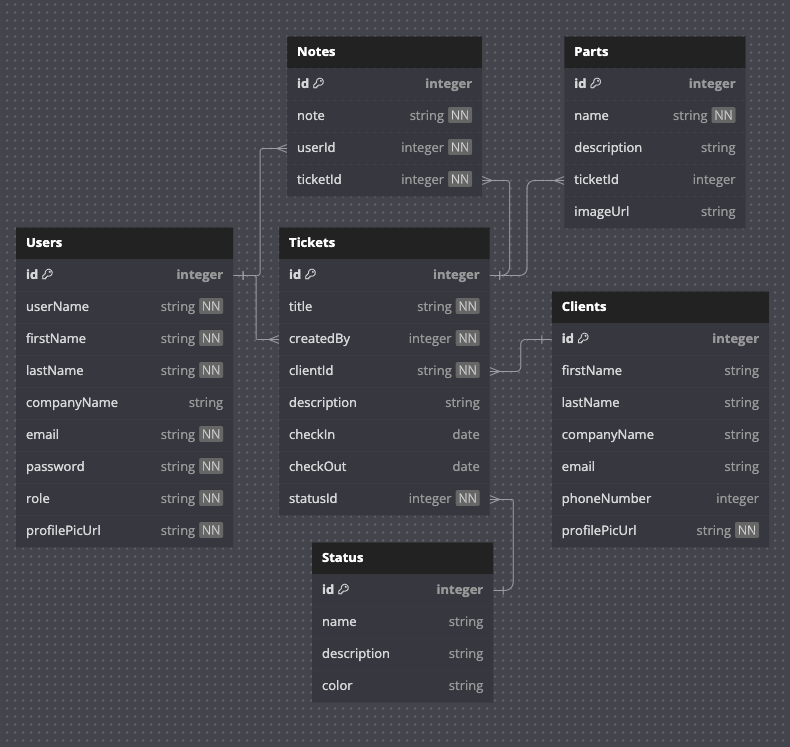 Notes
id integer
note string NN
userId integer NN
ticketId integer NN
Parts
id integer
name string NN
description string
ticketId integer
imageUrl string
Users
id integer
userName string NN
firstName string NN
lastName string NN
companyName string
email string NN
password string NN
role string NN
profilePicUrl string NN
Tickets
id integer
title string NN
createdBy integer NN
clientId string NN
description string
checkIn date
checkOut date
statusId integer NN
Clients
id integer
firstName string
lastName string
companyName string
email string
phoneNumber integer
profilePicUrl string NN
Status
id integer
name string
description string
color string